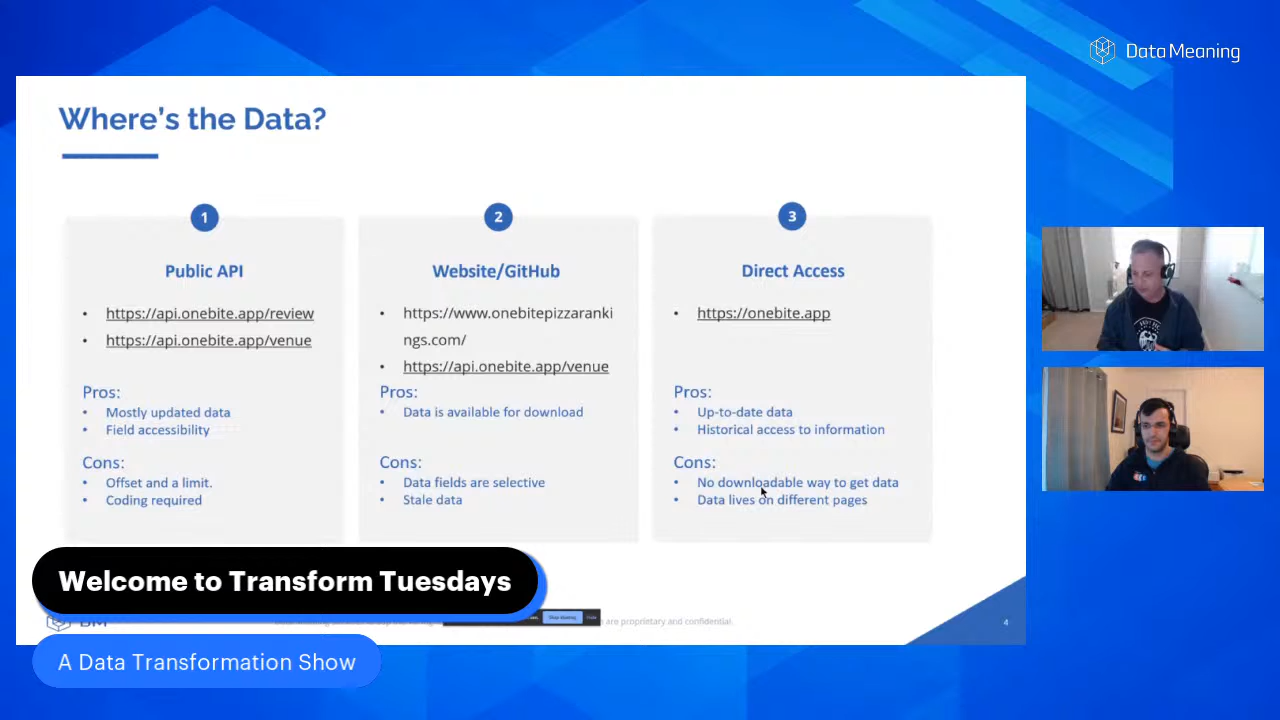 Data Meaning
Where's the Data?
1
Public API
• https://api.onebite.app/review
• https://api.onebite.app/venue
Pros:
• Mostly updated data
• Field accessibility
Cons:
• Offset and a limit.
• Coding required
2
Website/GitHub
• https://www.onebitepizzaranki
ngs.com/
• https://api.onebite.app/venue
Pros:
• Data is available for download
Cons:
• Data fields are selective
• Stale data
3
Direct Access
• https://onebite.app
Pros:
• Up-to-date data
• Historical access to information
Cons:
• No downloadable way to get data
• Data lives on different pages
Welcome to Transform Tuesdays
Stop sharing
are proprietary and confidential.
4
A Data Transformation Show